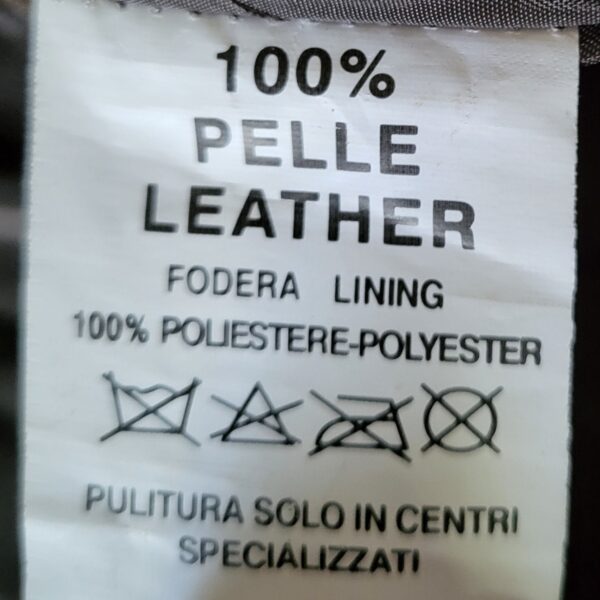 100%
PELLE
LEATHER
FODERA LINING
100% POLIESTERE-POLYESTER
PULITURA SOLO IN CENTRI
SPECIALIZZATI